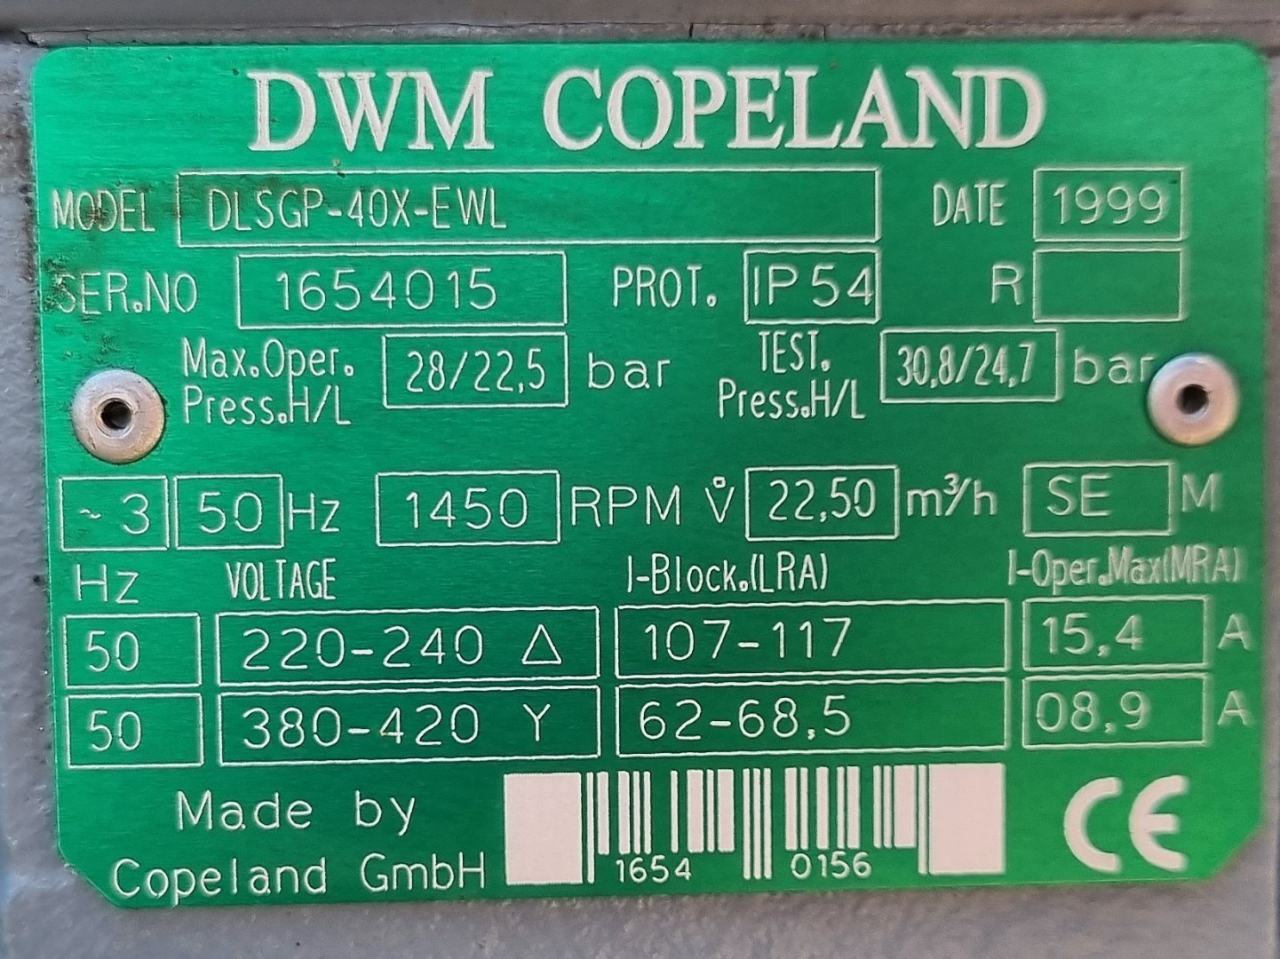 DWM COPELAND
MODEL DLSGP-40X-EWL DATE 1999
SER.NO 1654015 PROT. IP54 R
Max.Oper. Press.H/L 28/22,5 bar TEST. Press.H/L 30,8/24,7 bar
~3 50 Hz 1450 RPM V̊ 22,50 m³/h SE M
Hz VOLTAGE I-Block.(LRA) I-Oper.Max(MRA)
50 220-240 Δ 107-117 15,4 A
50 380-420 Y 62-68,5 08,9 A
Made by
Copeland GmbH 1654 0156 CE